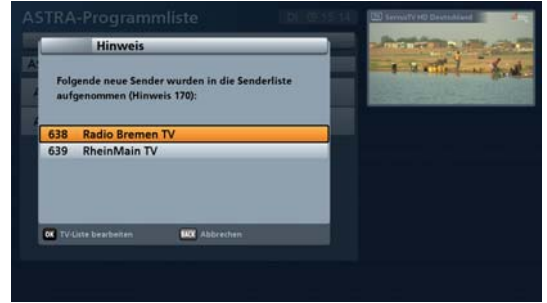 ASTRA-Programmliste
ServusTV HD Deutschland
Hinweis
Folgende neue Sender wurden in die Senderliste
aufgenommen (Hinweis 170):
638 Radio Bremen TV
639 RheinMain TV
OK TV-Liste bearbeiten BACK Abbrechen